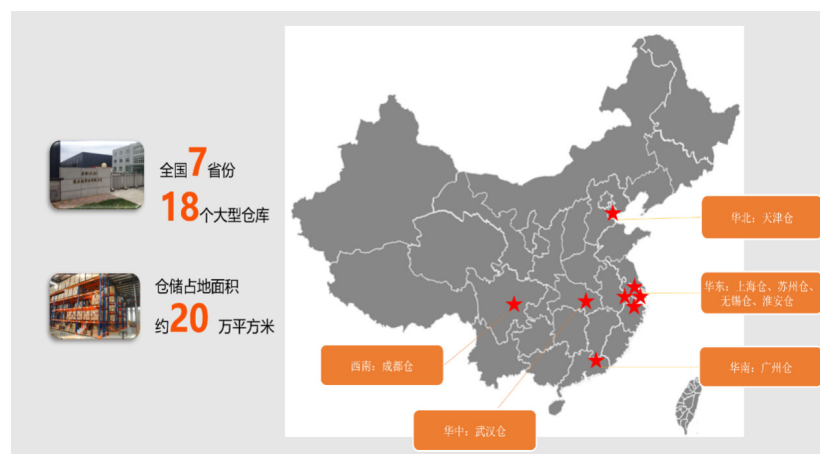 全国7省份
18个大型仓库
仓储占地面积
约20 万平方米
华北：天津仓
华东：上海仓、苏州仓、
无锡仓、淮安仓
华南：广州仓
西南：成都仓
华中：武汉仓